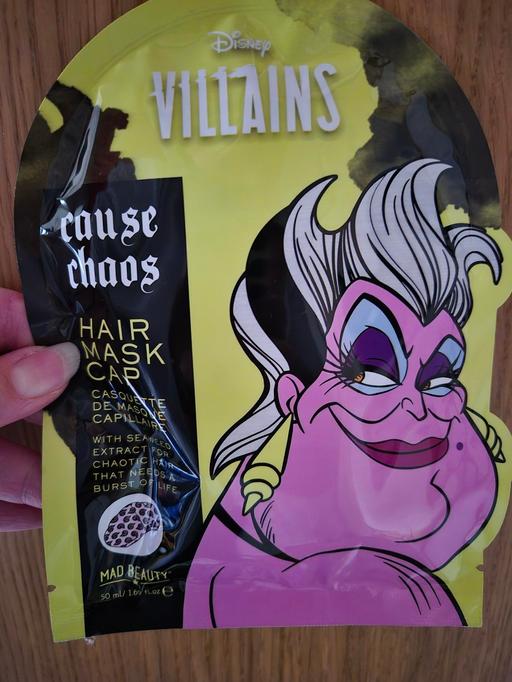 Disney
VILLAINS
cause
chaos
HAIR
MASK
CAP
CASQUETTE
DE MASQUE
CAPILLAIRE
WITH SEAWEED
EXTRACT FOR
CHAOTIC HAIR
THAT NEEDS A
BURST OF LIFE
MAD BEAUTY
50 ml/ 1.69 fl.oz e